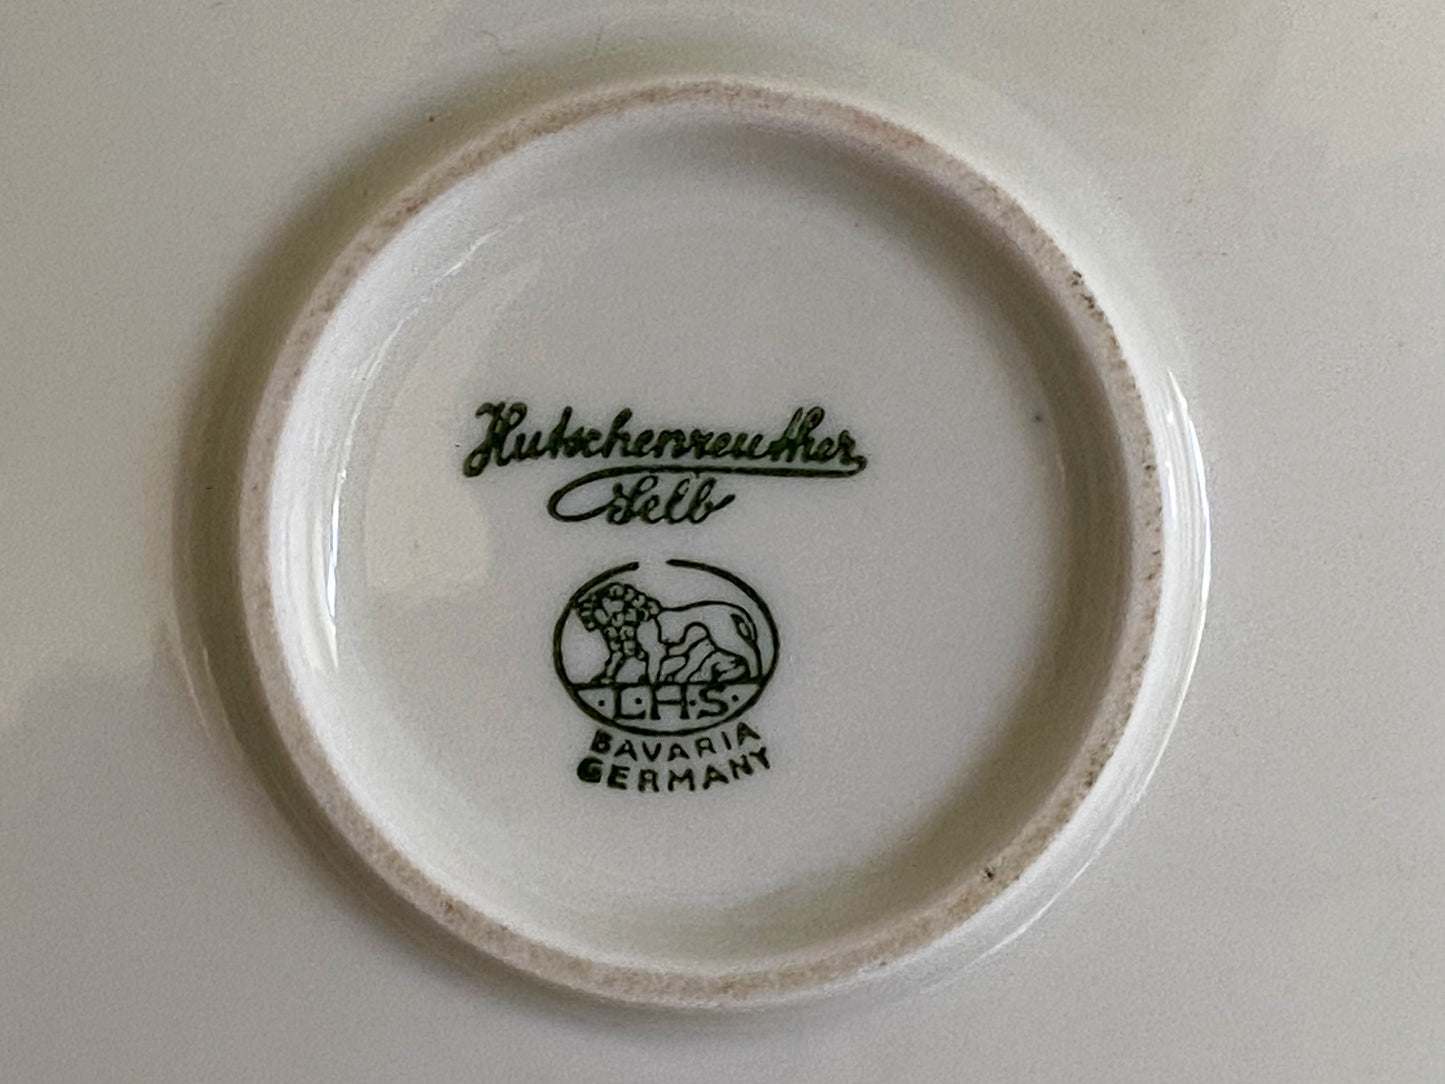 Hutschenreuther
Selb
·L·H·S·
BAVARIA
GERMANY